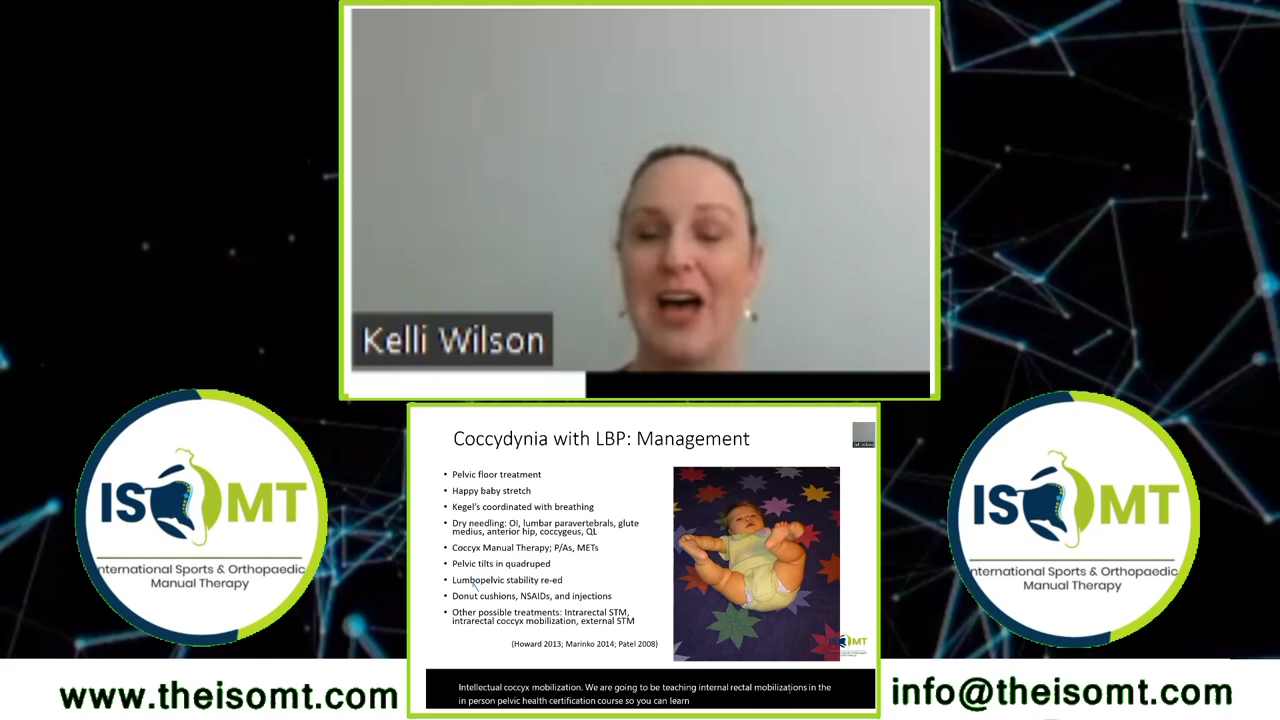 Kelli Wilson
Coccydynia with LBP: Management
• Pelvic floor treatment
• Happy baby stretch
• Kegel's coordinated with breathing
• Dry needling: OI, lumbar paravertebrals, glute
medius, anterior hip, coccygeus, QL
• Coccyx Manual Therapy; P/As, METs
• Pelvic tilts in quadruped
• Lumbopelvic stability re-ed
• Donut cushions, NSAIDs, and injections
• Other possible treatments: Intrarectal STM,
intrarectal coccyx mobilization, external STM
(Howard 2013; Marinko 2014; Patel 2008)
Intellectual coccyx mobilization. We are going to be teaching internal rectal mobilizations in the
in person pelvic health certification course so you can learn
ISOMT
International Sports & Orthopaedic
Manual Therapy
ISOMT
International Sports & Orthopaedic
Manual Therapy
www.theisomt.com
info@theisomt.com